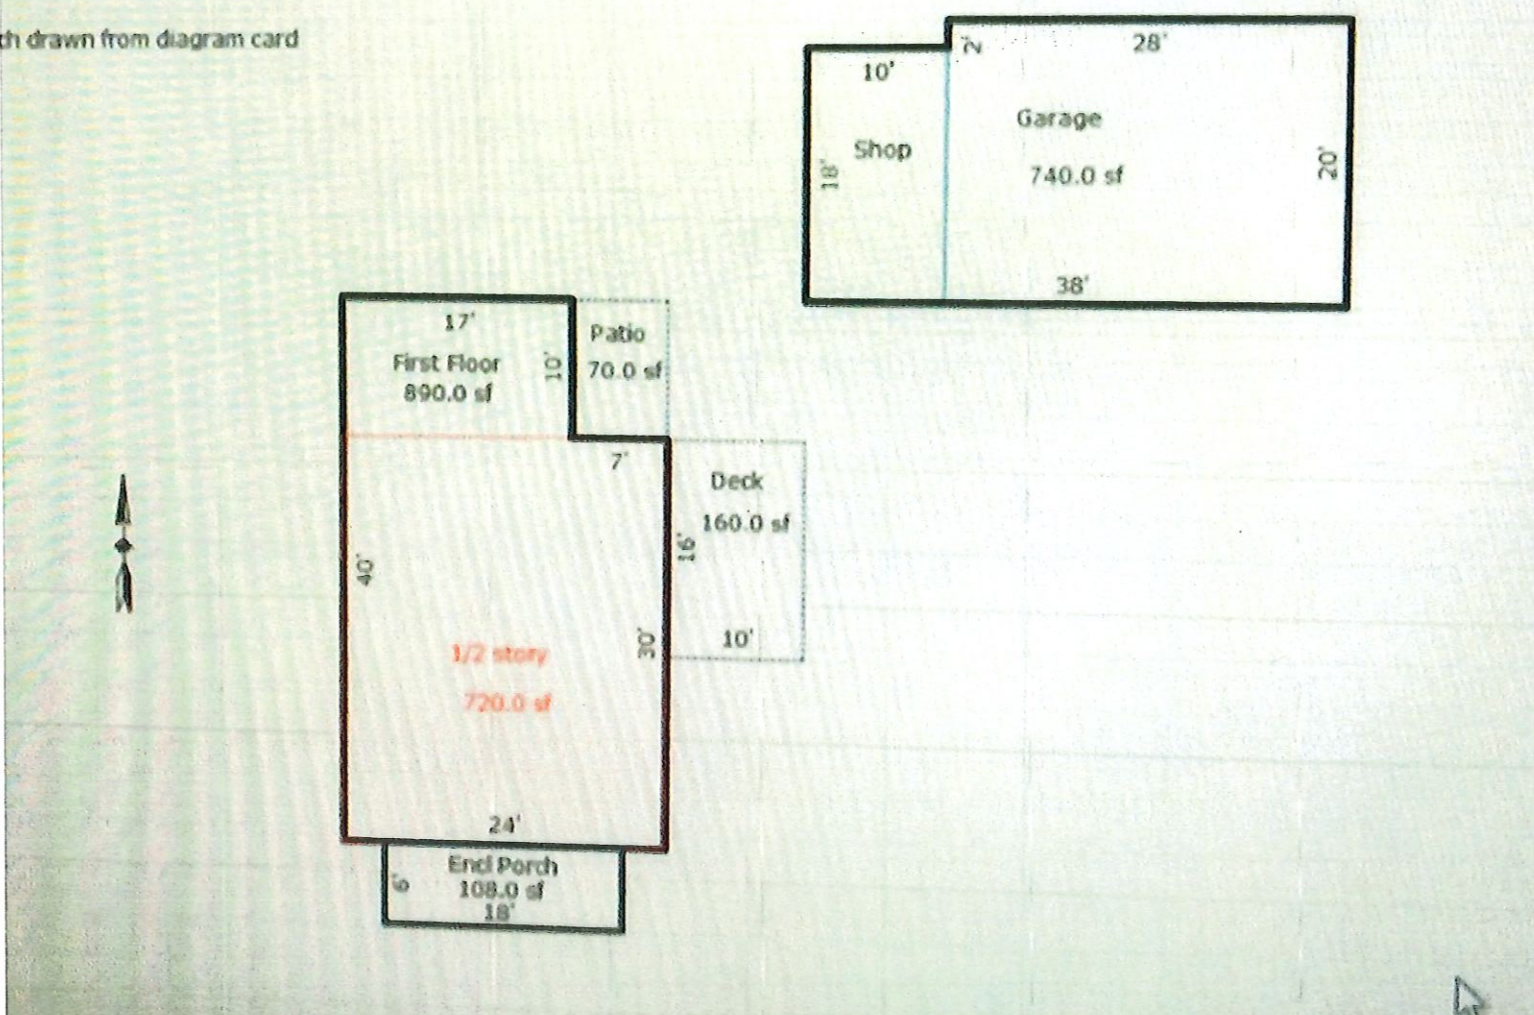 th drawn from diagram card
2'
28'
10'
Garage
Shop
740.0 sf
18'
20'
38'
17'
Patio
First Floor
10'
70.0 sf
890.0 sf
7'
Deck
160.0 sf
16'
40'
10'
30'
1/2 story
720.0 sf
24'
Encl Porch
6'
108.0 sf
18'